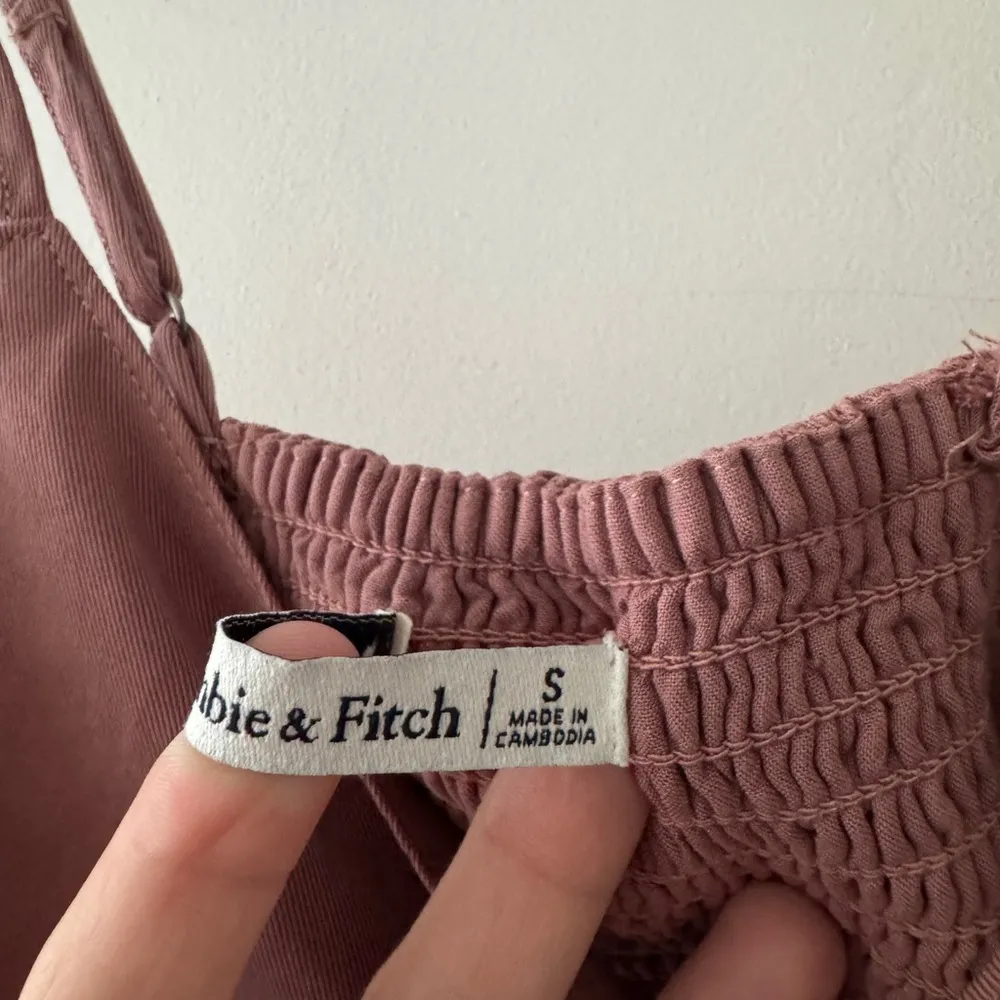 bie & Fitch
S
MADE IN
CAMBODIA